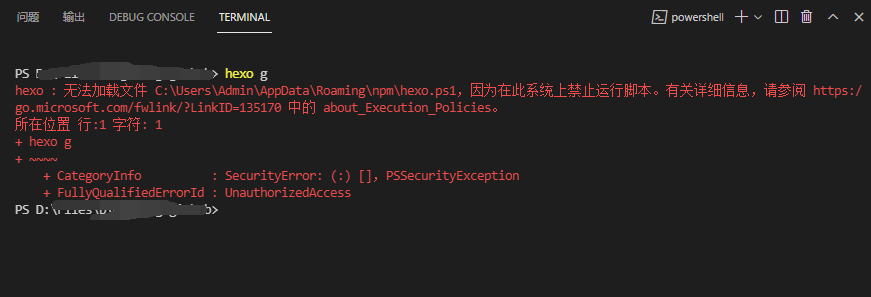 问题 输出 DEBUG CONSOLE TERMINAL powershell
PS > hexo g
hexo : 无法加载文件 C:\Users\Admin\AppData\Roaming\npm\hexo.ps1，因为在此系统上禁止运行脚本。有关详细信息，请参阅 https:/
go.microsoft.com/fwlink/?LinkID=135170 中的 about_Execution_Policies。
所在位置 行:1 字符: 1
+ hexo g
+ ~~~~
+ CategoryInfo : SecurityError: (:) []，PSSecurityException
+ FullyQualifiedErrorId : UnauthorizedAccess
PS D:\Files\ >